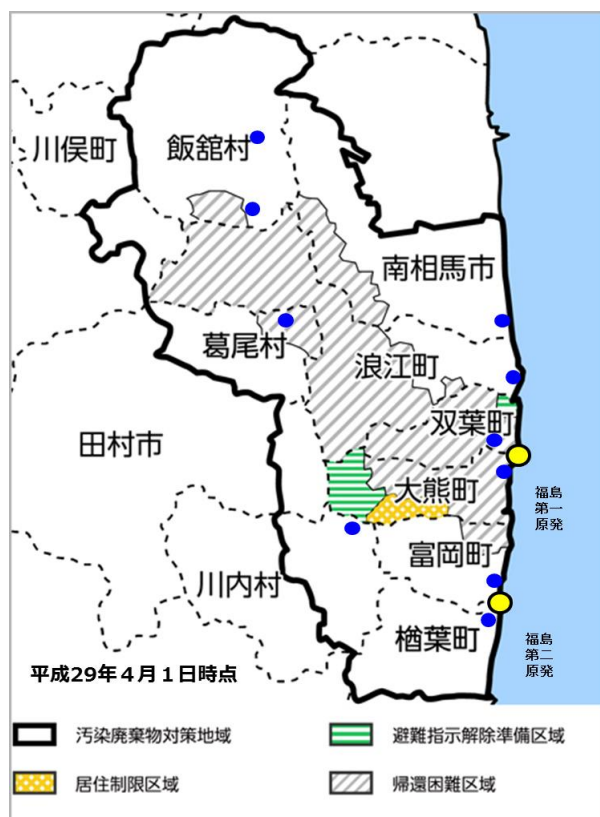 川俣町
飯舘村
南相馬市
葛尾村
浪江町
双葉町
田村市
大熊町
福島
第一
原発
富岡町
川内村
楢葉町
福島
第二
原発
平成29年４月１日時点
汚染廃棄物対策地域
避難指示解除準備区域
居住制限区域
帰還困難区域